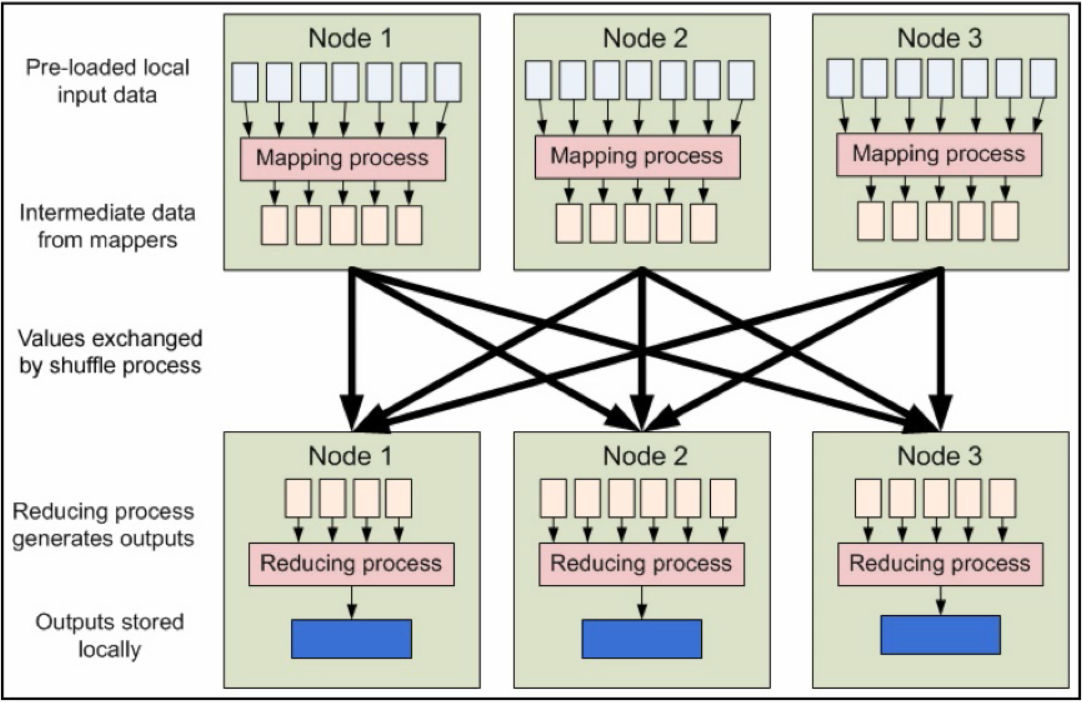 Node 1
Node 2
Node 3
Pre-loaded local
input data
Mapping process
Mapping process
Mapping process
Intermediate data
from mappers
Values exchanged
by shuffle process
Node 1
Node 2
Node 3
Reducing process
generates outputs
Reducing process
Reducing process
Reducing process
Outputs stored
locally